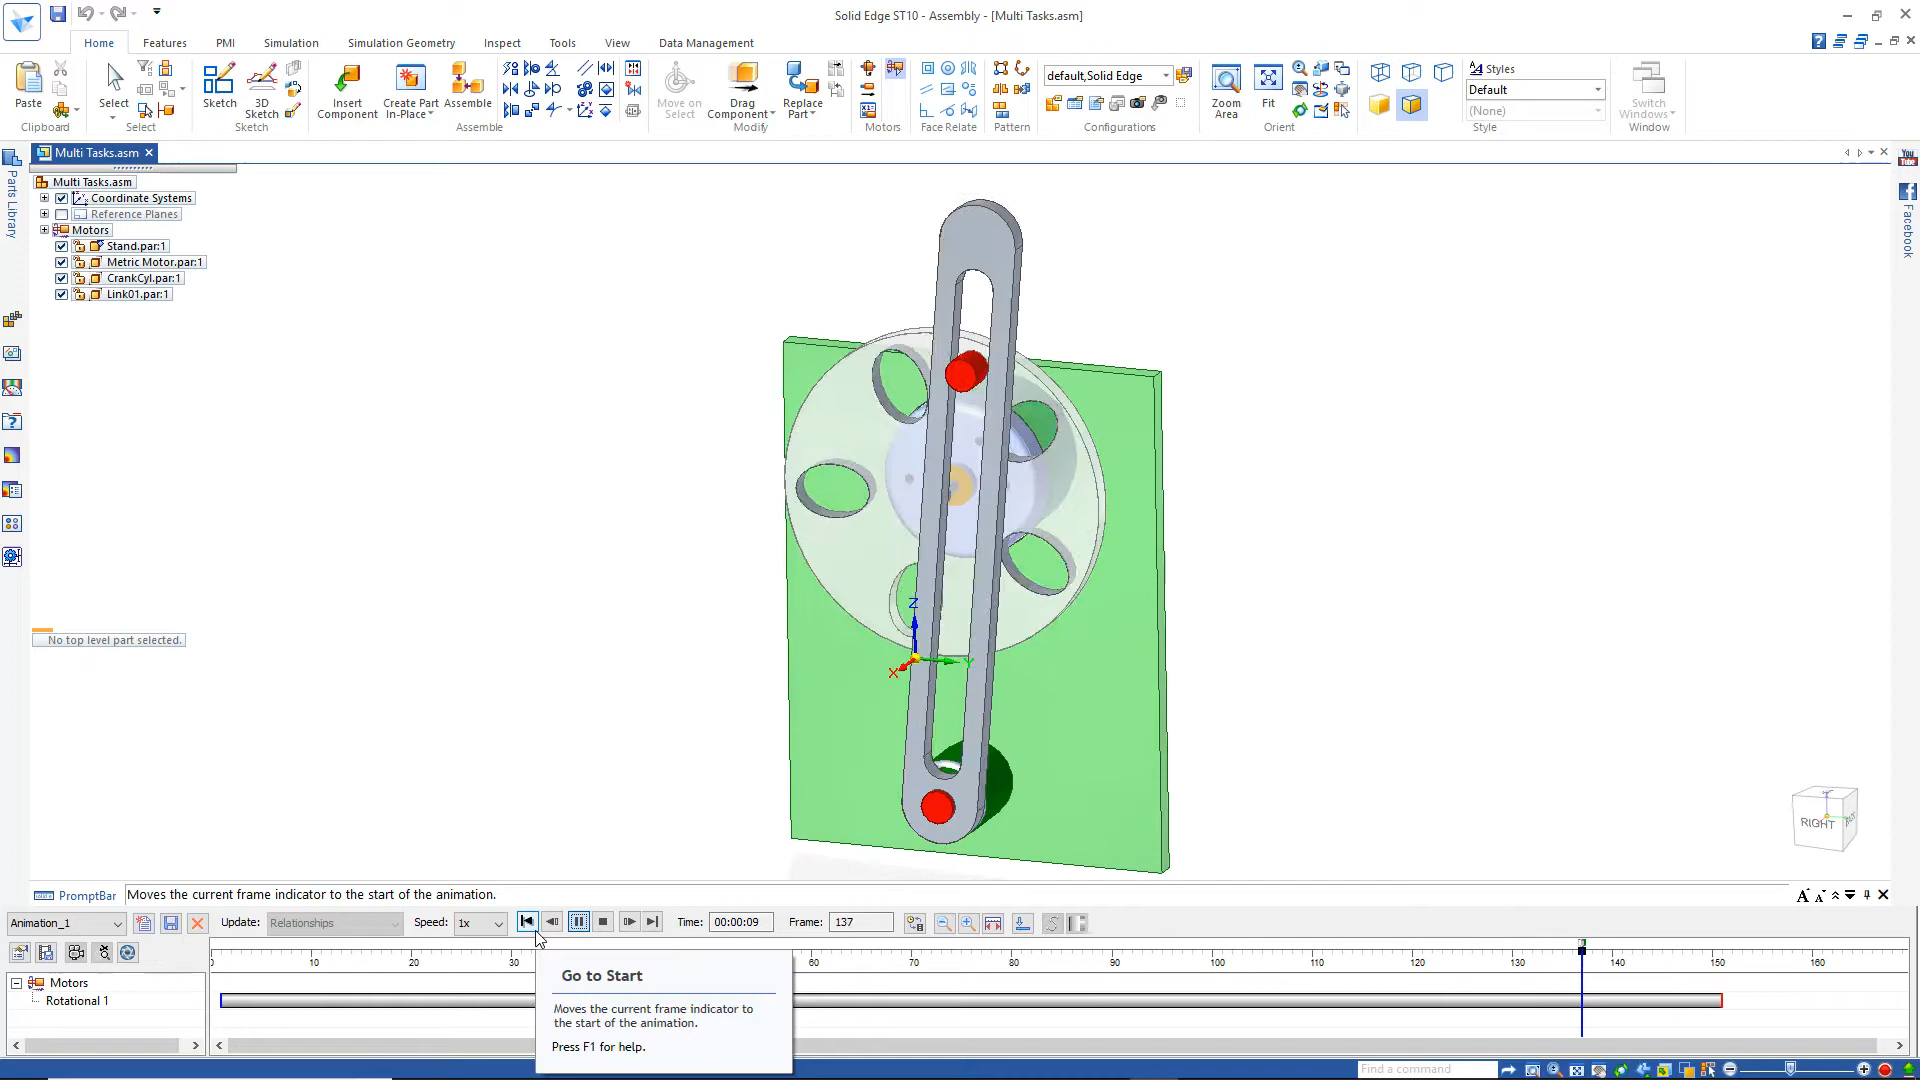 Solid Edge ST10 - Assembly - [Multi Tasks.asm]
Home Features PMI Simulation Simulation Geometry Inspect Tools View Data Management
Paste
Clipboard
Select
Select
Sketch
3D Sketch
Sketch
Insert Component
Create Part In-Place
Assemble
Assemble
Move on Select
Drag Component
Replace Part
Modify
Motors
Face Relate
Pattern
default,Solid Edge
Configurations
Zoom Area
Fit
Orient
Styles
Default
(None)
Style
Switch Windows
Window
Multi Tasks.asm
Parts Library
You Tube
Facebook
Multi Tasks.asm
Coordinate Systems
Reference Planes
Motors
Stand.par:1
Metric Motor.par:1
CrankCyl.par:1
Link01.par:1
No top level part selected.
Z
X
Y
RIGHT
PromptBar
Moves the current frame indicator to the start of the animation.
Animation_1
Update: Relationships
Speed: 1x
Time: 00:00:09
Frame: 137
0 10 20 30 60 70 80 90 100 110 120 130 140 150 160
Motors
Rotational 1
Go to Start
Moves the current frame indicator to
the start of the animation.
Press F1 for help.
Find a command